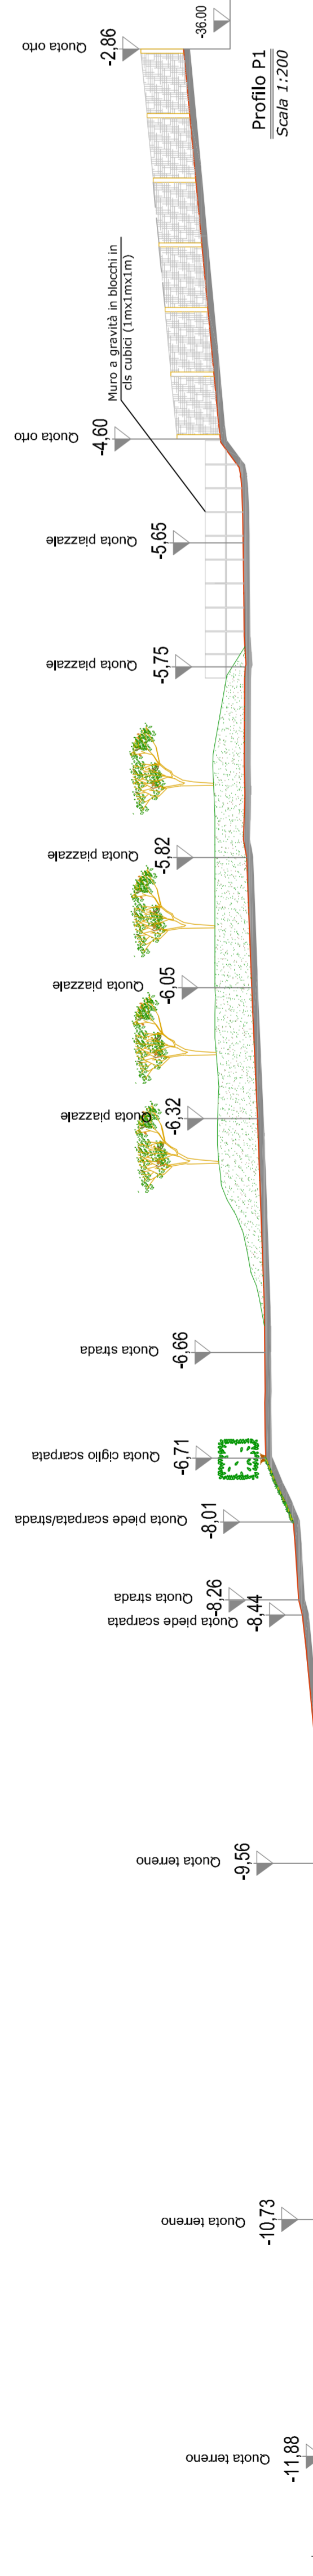 Quota orto
-2,86
-36.00
Profilo P1
Scala 1:200
Muro a gravità in blocchi in
cls cubici (1mx1mx1m)
Quota orto
-4,60
Quota piazzale
-5,65
Quota piazzale
-5,75
Quota piazzale
-5,82
Quota piazzale
-6,05
Quota piazzale
-6,32
Quota strada
-6,66
Quota ciglio scarpata
-6,71
Quota piede scarpata/strada
-8,01
Quota strada
-8,26
Quota piede scarpata
-8,44
Quota terreno
-9,56
Quota terreno
-10,73
Quota terreno
-11,88